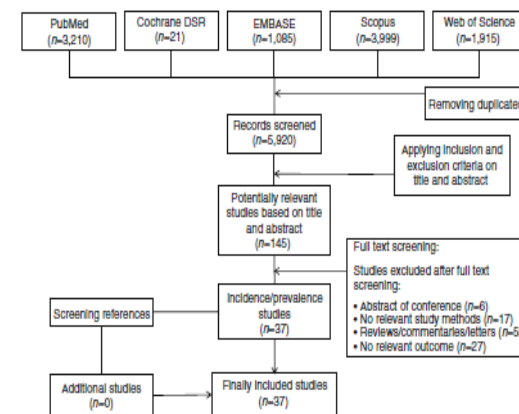 PubMed
(n=3,210)
Cochrane DSR
(n=21)
EMBASE
(n=1,085)
Scopus
(n=3,999)
Web of Science
(n=1,915)
Removing duplicates
Records screened
(n=5,920)
Applying inclusion and
exclusion criteria on
title and abstract
Potentially relevant
studies based on title
and abstract
(n=145)
Full text screening:
Studies excluded after full text
screening:
• Abstract of conference (n=6)
• No relevant study methods (n=17)
• Reviews/commentaries/letters
• No relevant outcome (n=27)
Incidence/prevalence
studies
(n=37)
Screening references
Additional studies
(n=0)
Finally included studies
(n=37)